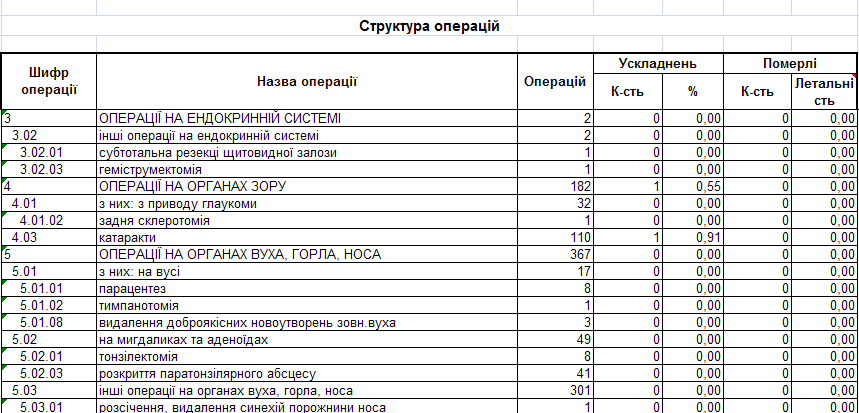 Структура операцій
Шифр операції Назва операції Операцій Ускладнень Померлі
К-сть % К-сть Летальність
3 ОПЕРАЦІЇ НА ЕНДОКРИННІЙ СИСТЕМІ 2 0 0,00 0 0,00
3.02 інші операції на ендокринній системі 2 0 0,00 0 0,00
3.02.01 субтотальна резекці щитовидної залози 1 0 0,00 0 0,00
3.02.03 геміструмектомія 1 0 0,00 0 0,00
4 ОПЕРАЦІЇ НА ОРГАНАХ ЗОРУ 182 1 0,55 0 0,00
4.01 з них: з приводу глаукоми 32 0 0,00 0 0,00
4.01.02 задня склеротомія 1 0 0,00 0 0,00
4.03 катаракти 110 1 0,91 0 0,00
5 ОПЕРАЦІЇ НА ОРГАНАХ ВУХА, ГОРЛА, НОСА 367 0 0,00 0 0,00
5.01 з них: на вусі 17 0 0,00 0 0,00
5.01.01 парацентез 8 0 0,00 0 0,00
5.01.02 тимпанотомія 1 0 0,00 0 0,00
5.01.08 видалення доброякісних новоутворень зовн.вуха 3 0 0,00 0 0,00
5.02 на мигдаликах та аденоїдах 49 0 0,00 0 0,00
5.02.01 тонзілектомія 8 0 0,00 0 0,00
5.02.03 розкриття паратонзілярного абсцесу 41 0 0,00 0 0,00
5.03 інші операції на органах вуха, горла, носа 301 0 0,00 0 0,00
5.03.01 розсічення, видалення синехій порожнини носа 1 0 0,00 0 0,00